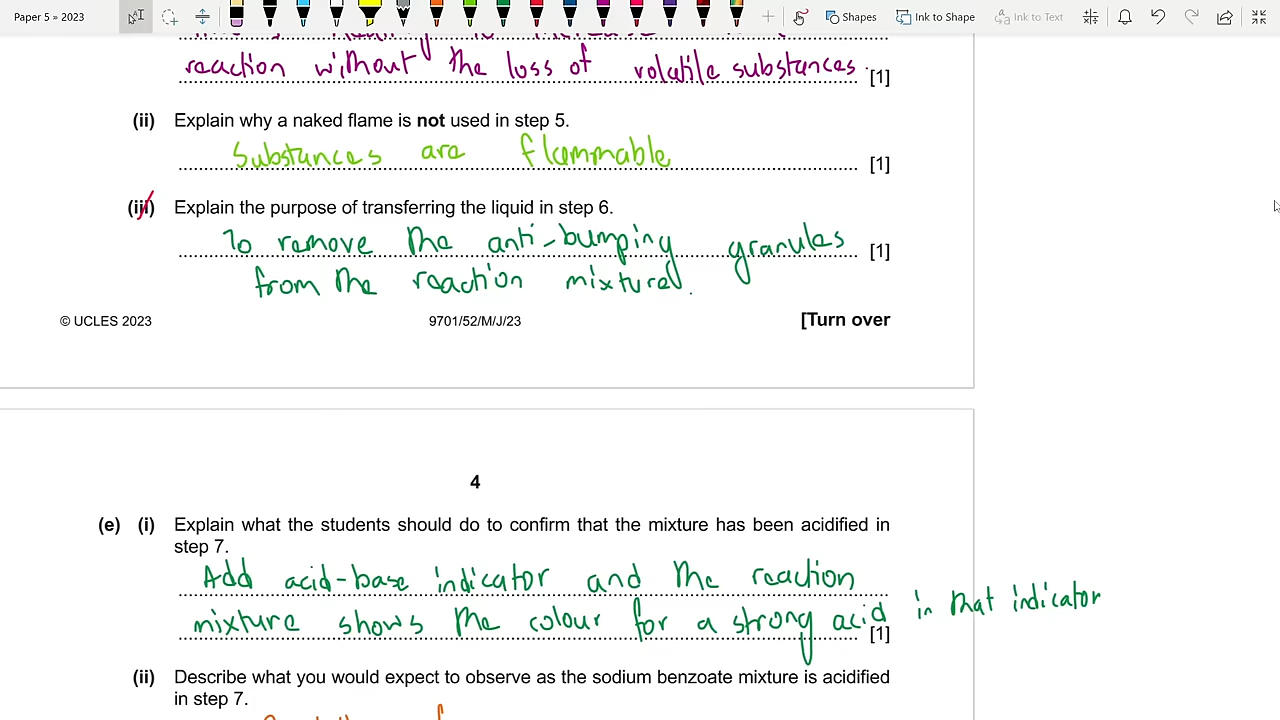 Paper 5 » 2023
Shapes
Ink to Shape
Ink to Text
reaction without the loss of volatile substances [1]
(ii) Explain why a naked flame is not used in step 5.
Substances are flammable [1]
(iii) Explain the purpose of transferring the liquid in step 6.
To remove the anti-bumping granules [1]
from the reaction mixture.
© UCLES 2023 9701/52/M/J/23 [Turn over
4
(e) (i) Explain what the students should do to confirm that the mixture has been acidified in
step 7.
Add acid-base indicator and the reaction
mixture shows the colour for a strong acid in that indicator
[1]
(ii) Describe what you would expect to observe as the sodium benzoate mixture is acidified
in step 7.